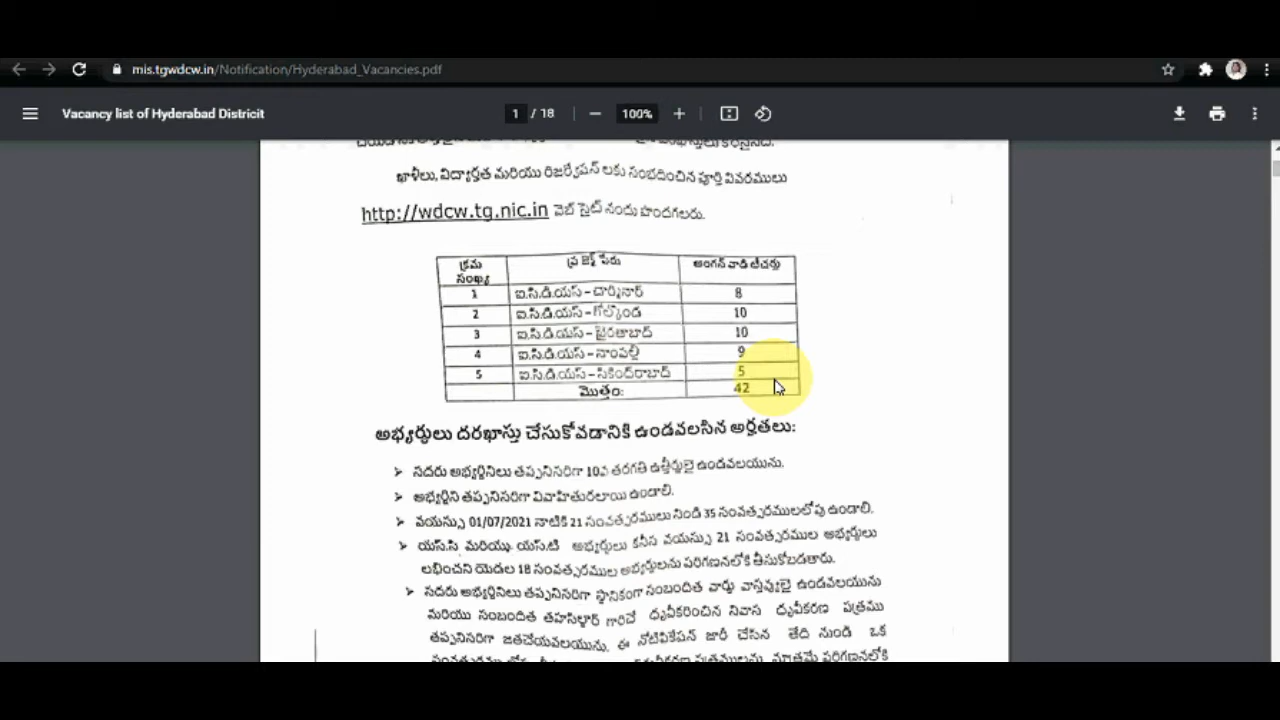 mis.tgwdcw.in/Notification/Hyderabad_Vacancies.pdf
Vacancy list of Hyderabad Districit
1 / 18
100%
ఖాళీలు, విద్యార్హత మరియు రిజర్వేషన్ లకు సంభదించిన పూర్తి వివరములు
http://wdcw.tg.nic.in వెబ్ సైట్ నందు పొందగలరు.
క్రమ సంఖ్య ప్రాజెక్ట్ పేరు అంగన్ వాడి టీచర్లు
1 ఐ.సి.డి.యస్ – చార్మినార్ 8
2 ఐ.సి.డి.యస్ – గోల్కొండ 10
3 ఐ.సి.డి.యస్ – ఖైరతాబాద్ 10
4 ఐ.సి.డి.యస్ – నాంపల్లి 9
5 ఐ.సి.డి.యస్ – సికింద్రాబాద్ 5
మొత్తం: 42
అభ్యర్థులు దరఖాస్తు చేసుకోవడానికి ఉండవలసిన అర్హతలు:
➢ సదరు అభ్యర్థినిలు తప్పనిసరిగా 10వ తరగతి ఉత్తీర్ణులై ఉండవలయును.
➢ అభ్యర్థిని తప్పనిసరిగా వివాహితురలాయి ఉండాలి.
➢ వయస్సు 01/07/2021 నాటికి 21 సంవత్సరములు నిండి 35 సంవత్సరములలోపు ఉండాలి.
➢ యస్.సి మరియు యస్.టి అభ్యర్థులు కనీస వయస్సు 21 సంవత్సరముల అభ్యర్థులు
లభించని యెడల 18 సంవత్సరముల అభ్యర్థులను పరిగణనలోకి తీసుకోబడతారు.
➢ సదరు అభ్యర్థినిలు తప్పనిసరిగా స్థానికంగా సంబందిత వార్డు వాస్తవ్యులై ఉండవలయును
మరియు సంబందిత తహసిల్దార్ గారిచే ధృవీకరించిన నివాస ధృవీకరణ పత్రము
తప్పనిసరిగా జతచేయవలయును. ఈ నోటిఫికేషన్ జారీ చేసిన తేది నుండి ఒక